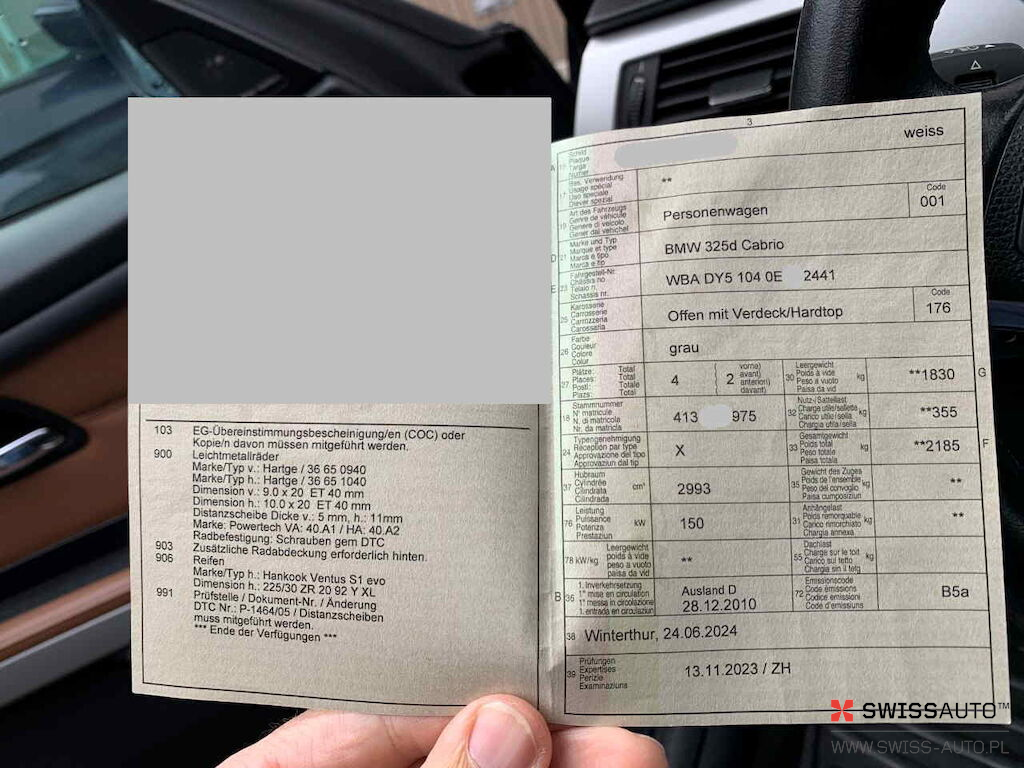 103 EG-Übereinstimmungsbescheinigung/en (COC) oder
Kopie/n davon müssen mitgeführt werden.
900 Leichtmetallräder
Marke/Typ v.: Hartge / 36 65 0940
Marke/Typ h.: Hartge / 36 65 1040
Dimension v.: 9.0 x 20 ET 40 mm
Dimension h.: 10.0 x 20 ET 40 mm
Distanzscheibe Dicke v.: 5 mm, h.: 11mm
Marke: Powertech VA: 40.A1 / HA: 40.A2
Radbefestigung: Schrauben gem DTC
903 Zusätzliche Radabdeckung erforderlich hinten.
906 Reifen
Marke/Typ h.: Hankook Ventus S1 evo
Dimension h.: 225/30 ZR 20 92 Y XL
991 Prüfstelle / Dokument-Nr. / Änderung
DTC Nr.: P-1464/05 / Distanzscheiben
muss mitgeführt werden.
*** Ende der Verfügungen ***
3
A 15 Schild
Plaque
Targa
Numer
weiss
17 Bes. Verwendung
Usage spécial
Uso speciale
Diever spezial
**
19 Art des Fahrzeugs
Genre de véhicule
Genere di veicolo
Gener dal vehichel
Personenwagen
Code
001
D 21 Marke und Typ
Marque et type
Marca e tipo
Marca e tip
BMW 325d Cabrio
E 23 Fahrgestell-Nr.
Châssis no
Telaio n.
Schassis nr.
WBA DY5 104 0E 2441
25 Karosserie
Carrosserie
Carrozzeria
Carossaria
Offen mit Verdeck/Hardtop
Code
176
26 Farbe
Couleur
Colore
Colur
grau
27 Plätze: Total
Places: Total
Posti: Totale
Plazs: Total
4
2
vorne)
avant)
anteriori)
davant)
30 Leergewicht
Poids à vide
Peso a vuoto
Paisa da vid
kg
**1830
G
18 Stammnummer
N° matricule
N. di matricola
Nr. da matricla
413 975
32 Nutz-/Sattellast
Charge utile/sellette
Carico utile/sella
Chargia utila/sella
kg
**355
24 Typengenehmigung
Réception par type
Approvazione del tipo
Approvaziun dal tip
X
33 Gesamtgewicht
Poids total
Peso totale
Paisa totala
kg
**2185
F
37 Hubraum
Cylindrée
Cilindrata
Cilindrada
cm³
2993
35 Gewicht des Zuges
Poids de l'ensemble
Peso del convoglio
Paisa cumposiziun
kg
**
76 Leistung
Puissance
Potenza
Prestaziun
kW
150
31 Anhängelast
Poids remorquable
Carico rimorchiato
Chargia annexa
kg
**
78 kW/kg
Leergewicht
poids à vide
peso a vuoto
paisa da vid
**
55 Dachlast
Charge sur le toit
Carico sul tetto
Chargia sin il tetg
kg
B 36 1. Inverkehrsetzung
1re mise en circulation
1a messa in circolazione
1. entrada en circulaziun
Ausland D
28.12.2010
72 Emissionscode
Code émissions
Codice emissioni
Code d'emissiuns
B5a
38 Winterthur, 24.06.2024
39 Prüfungen
Expertises
Perizie
Examinaziuns
13.11.2023 / ZH
SWISSAUTO™
WWW.SWISS-AUTO.PL